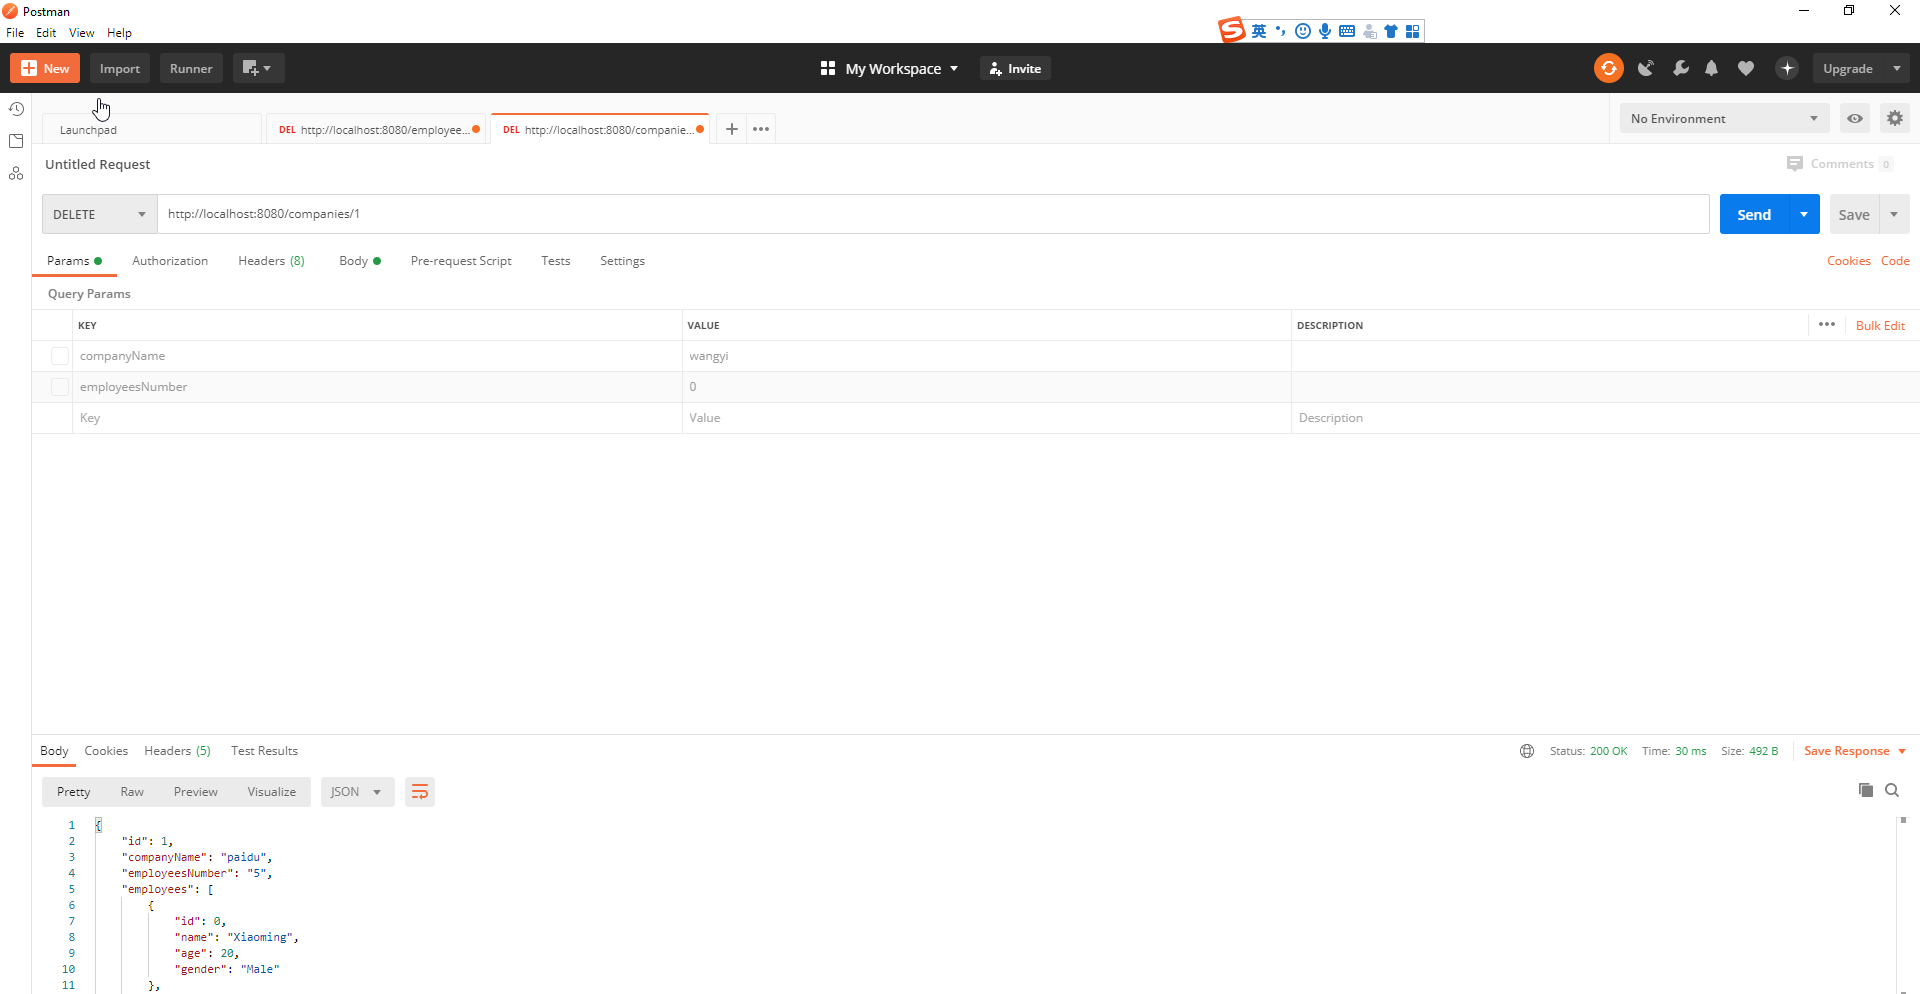 Postman
File Edit View Help
英
New Import Runner My Workspace Invite Upgrade
Launchpad DEL http://localhost:8080/employee... DEL http://localhost:8080/companie... No Environment
Untitled Request Comments 0
DELETE http://localhost:8080/companies/1 Send Save
Params Authorization Headers (8) Body Pre-request Script Tests Settings Cookies Code
Query Params
KEY VALUE DESCRIPTION Bulk Edit
companyName wangyi
employeesNumber 0
Key Value Description
Body Cookies Headers (5) Test Results Status: 200 OK Time: 30 ms Size: 492 B Save Response
Pretty Raw Preview Visualize JSON
1 {
2 "id": 1,
3 "companyName": "paidu",
4 "employeesNumber": "5",
5 "employees": [
6 {
7 "id": 0,
8 "name": "Xiaoming",
9 "age": 20,
10 "gender": "Male"
11 },